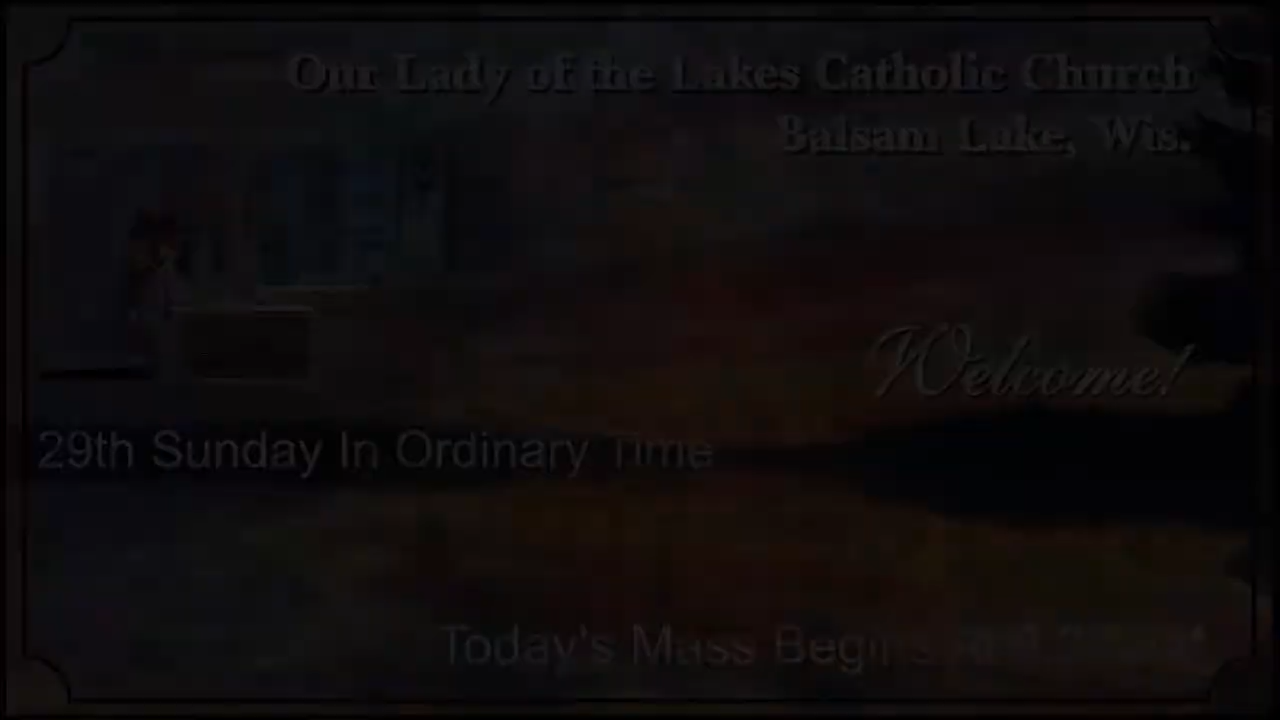 Our Lady of the Lakes Catholic Church
Balsam Lake, Wis.
Welcome!
29th Sunday In Ordinary Time
Today's Mass Begins